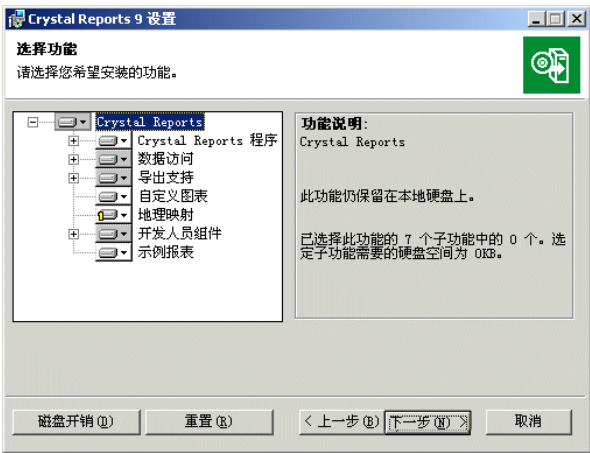 Crystal Reports 9 设置
选择功能
请选择您希望安装的功能。
Crystal Reports
Crystal Reports 程序
数据访问
导出支持
自定义图表
地理映射
开发人员组件
示例报表
功能说明:
Crystal Reports
此功能仍保留在本地硬盘上。
已选择此功能的 7 个子功能中的 0 个。选
定子功能需要的硬盘空间为 0KB。
磁盘开销(D)
重置(R)
< 上一步(B)
下一步(N) >
取消